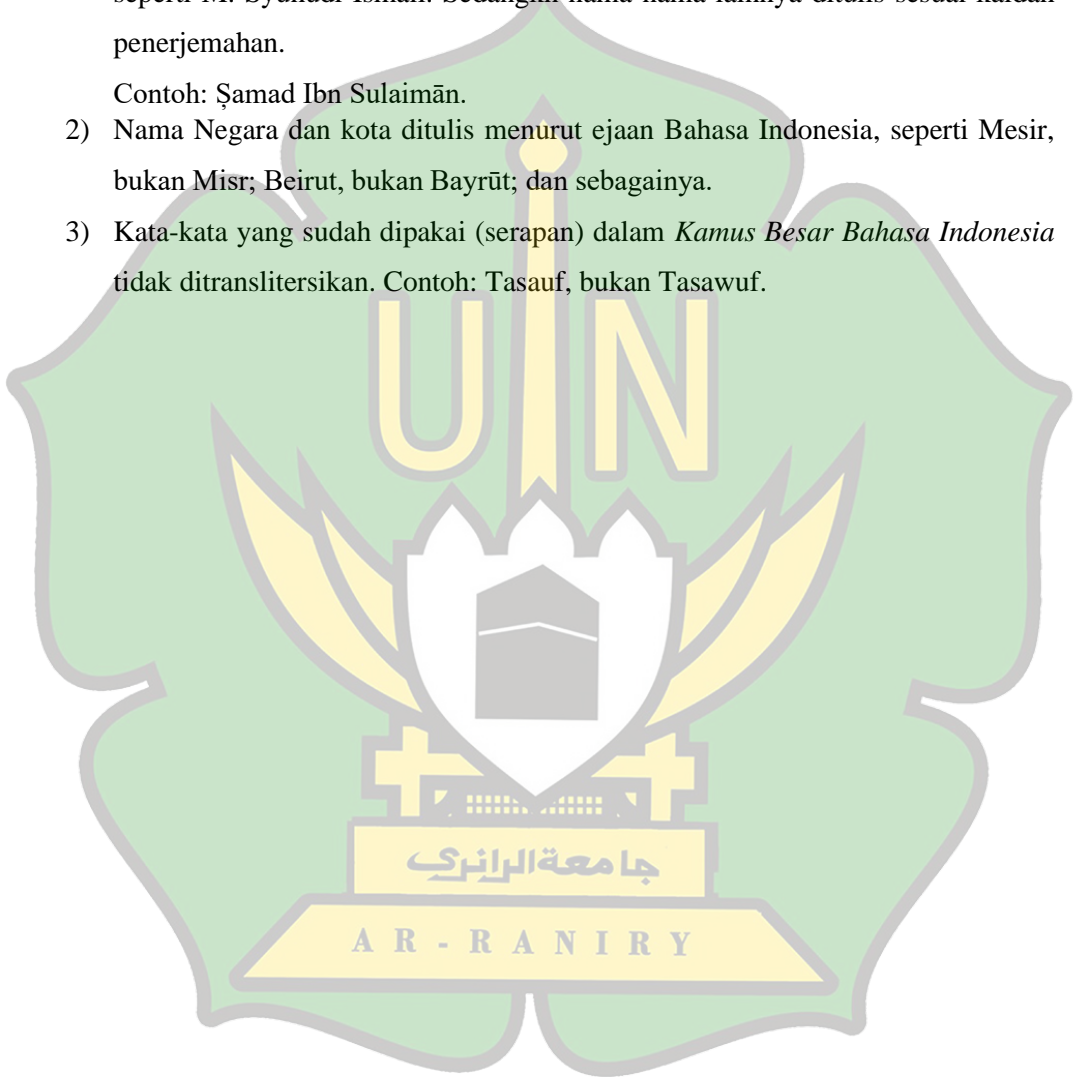 penerjemahan.
Contoh: Ṣamad Ibn Sulaimān.
2) Nama Negara dan kota ditulis menurut ejaan Bahasa Indonesia, seperti Mesir,
bukan Misr; Beirut, bukan Bayrūt; dan sebagainya.
3) Kata-kata yang sudah dipakai (serapan) dalam Kamus Besar Bahasa Indonesia
tidak ditranslitersikan. Contoh: Tasauf, bukan Tasawuf.
UIN
جامعة الرانري
AR-RANIRY